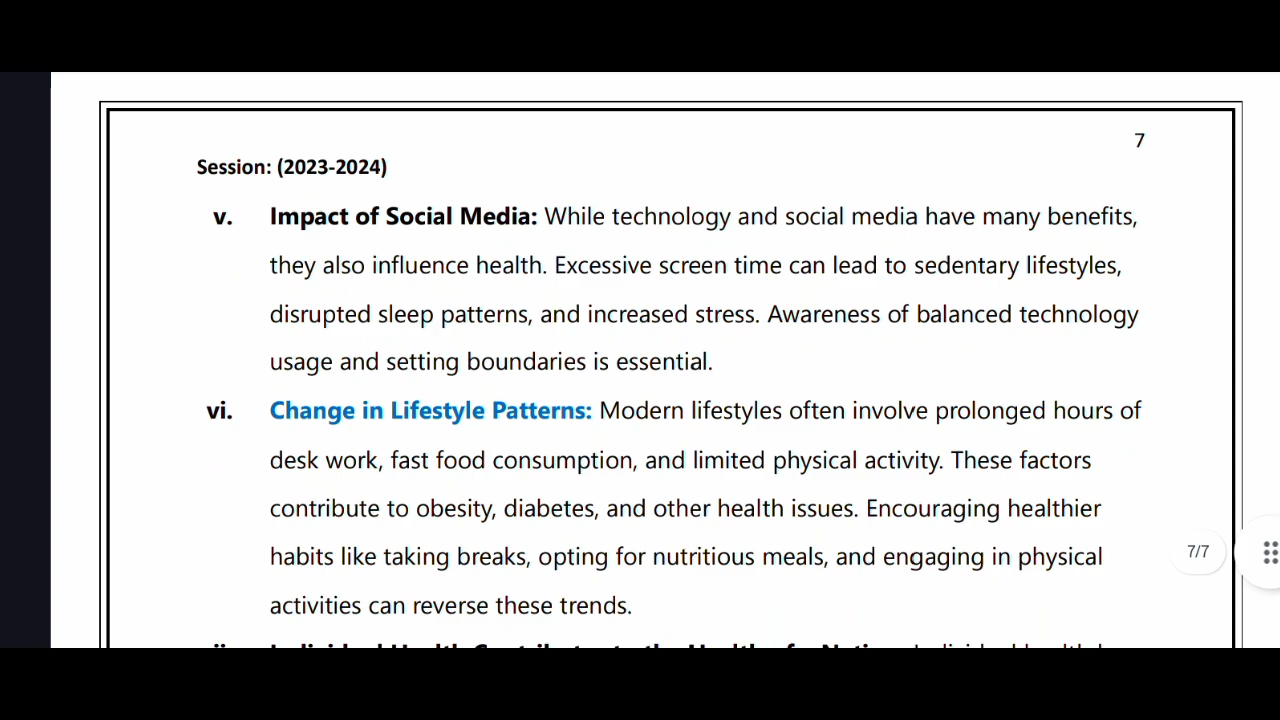 7
Session: (2023-2024)
v. Impact of Social Media: While technology and social media have many benefits,
they also influence health. Excessive screen time can lead to sedentary lifestyles,
disrupted sleep patterns, and increased stress. Awareness of balanced technology
usage and setting boundaries is essential.
vi. Change in Lifestyle Patterns: Modern lifestyles often involve prolonged hours of
desk work, fast food consumption, and limited physical activity. These factors
contribute to obesity, diabetes, and other health issues. Encouraging healthier
habits like taking breaks, opting for nutritious meals, and engaging in physical
7/7
activities can reverse these trends.